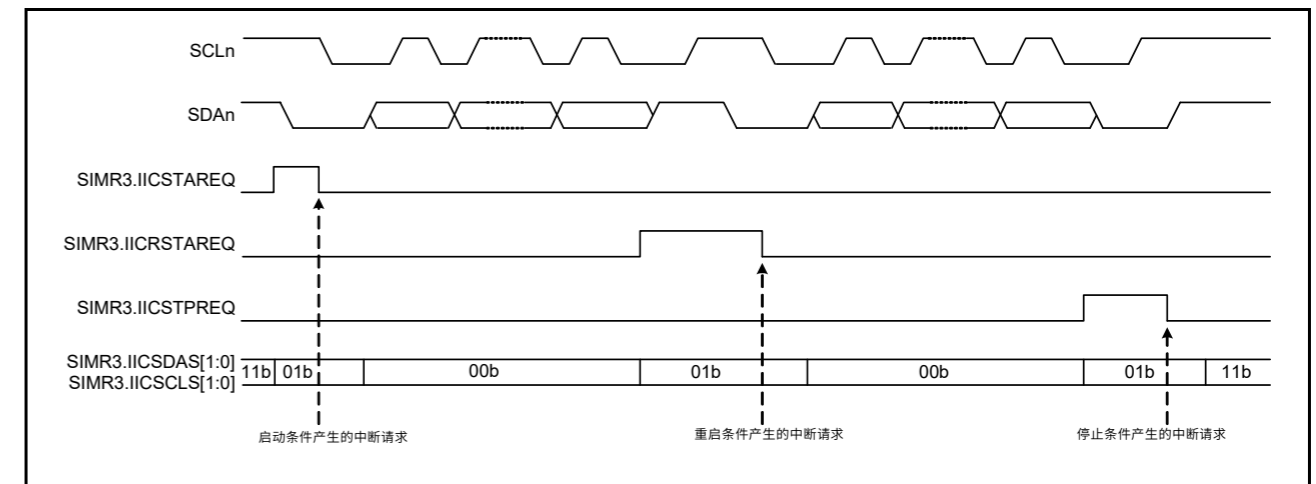 SCLn
SDAn
SIMR3.IICSTAREQ
SIMR3.IICRSTAREQ
SIMR3.IICSTPREQ
SIMR3.IICSDAS[1:0]
SIMR3.IICSCLS[1:0]
11b 01b 00b 01b 00b 01b 11b
启动条件产生的中断请求 重启条件产生的中断请求 停止条件产生的中断请求